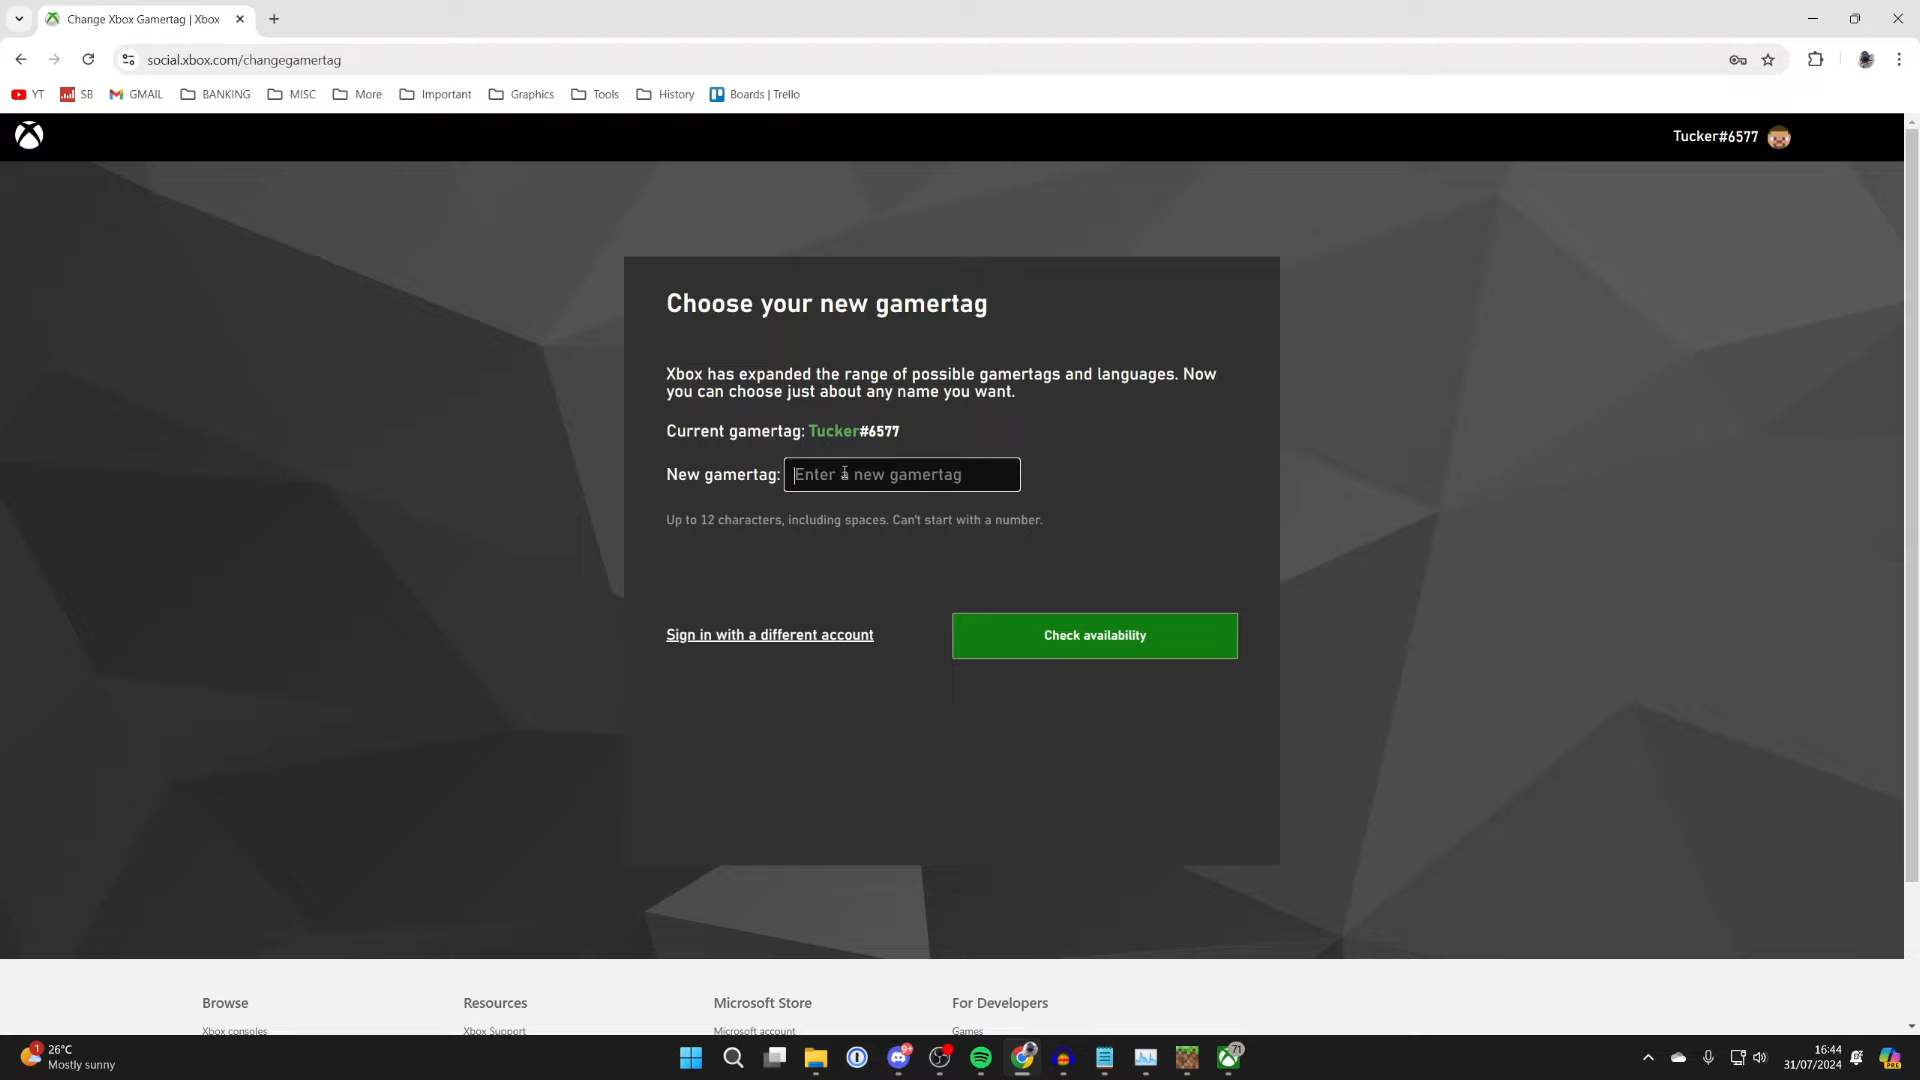 Change Xbox Gamertag | Xbox
social.xbox.com/changegamertag
YT
SB
GMAIL
BANKING
MISC
More
Important
Graphics
Tools
History
Boards | Trello
Tucker#6577
Choose your new gamertag
Xbox has expanded the range of possible gamertags and languages. Now
you can choose just about any name you want.
Current gamertag: Tucker#6577
New gamertag: Enter a new gamertag
Up to 12 characters, including spaces. Can't start with a number.
Sign in with a different account
Check availability
Browse
Resources
Microsoft Store
For Developers
Xbox consoles
Xbox Support
Microsoft account
Games
1
26°C
Mostly sunny
9+
71
16:44
31/07/2024
PRE